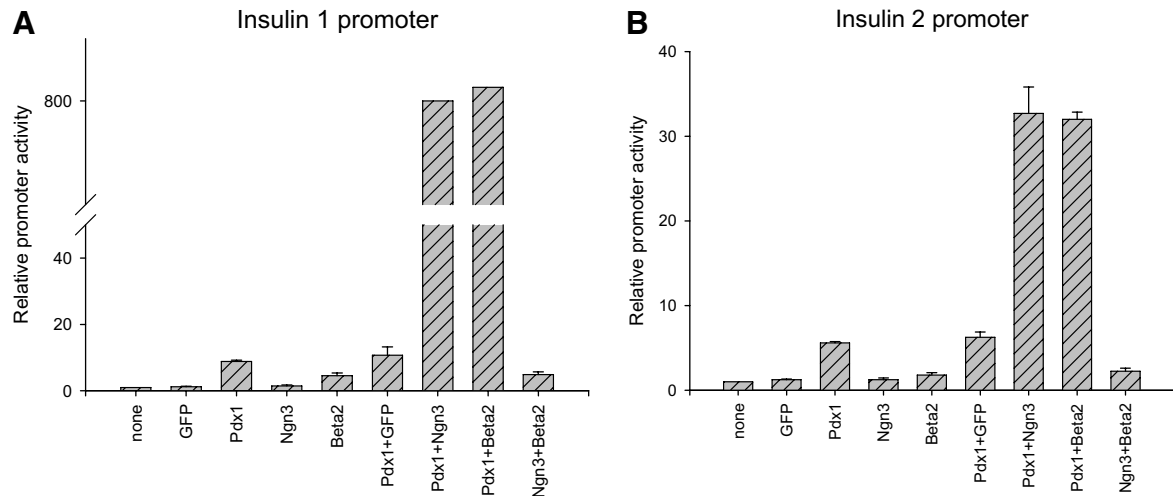 A
Insulin 1 promoter
Relative promoter activity
800
40
20
0
none
GFP
Pdx1
Ngn3
Beta2
Pdx1+GFP
Pdx1+Ngn3
Pdx1+Beta2
Ngn3+Beta2
B
Insulin 2 promoter
Relative promoter activity
40
30
20
10
0
none
GFP
Pdx1
Ngn3
Beta2
Pdx1+GFP
Pdx1+Ngn3
Pdx1+Beta2
Ngn3+Beta2